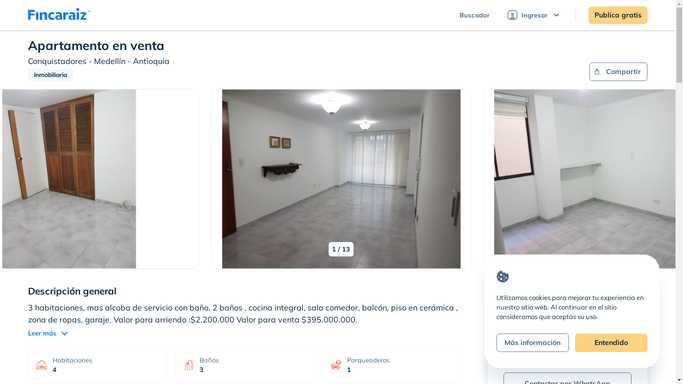 Fincaraiz
Buscador
Ingresar
Publica gratis
Apartamento en venta
Conquistadores - Medellín - Antioquia
Inmobiliaria
Compartir
1 / 13
Descripción general
3 habitaciones, mas alcoba de servicio con baño, 2 baños , cocina integral, sala comedor, balcón, piso en cerámica ,
zona de ropas, garaje, Valor para arriendo :$2.200.000 Valor para venta $395.000.000.
Leer más
Habitaciones
4
Baños
3
Parqueaderos
1
Utilizamos cookies para mejorar tu experiencia en
nuestro sitio web. Al continuar en el sitio
consideramos que aceptas su uso.
Más información
Entendido
Contactar por WhatsApp